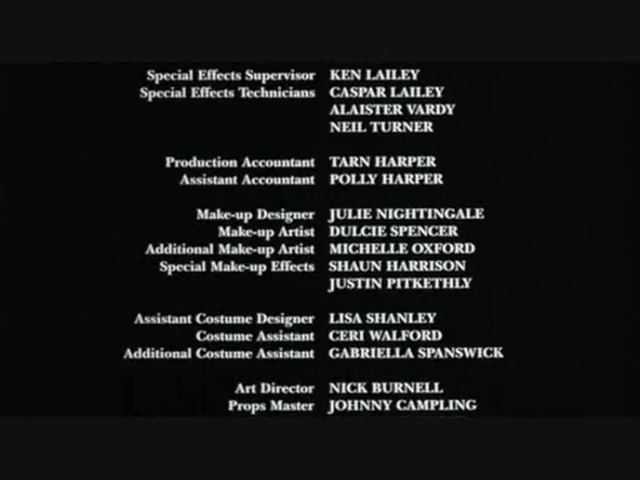 Special Effects Supervisor KEN LAILEY
Special Effects Technicians CASPAR LAILEY
ALAISTER VARDY
NEIL TURNER
Production Accountant TARN HARPER
Assistant Accountant POLLY HARPER
Make-up Designer JULIE NIGHTINGALE
Make-up Artist DULCIE SPENCER
Additional Make-up Artist MICHELLE OXFORD
Special Make-up Effects SHAUN HARRISON
JUSTIN PITKETHLY
Assistant Costume Designer LISA SHANLEY
Costume Assistant CERI WALFORD
Additional Costume Assistant GABRIELLA SPANSWICK
Art Director NICK BURNELL
Props Master JOHNNY CAMPLING